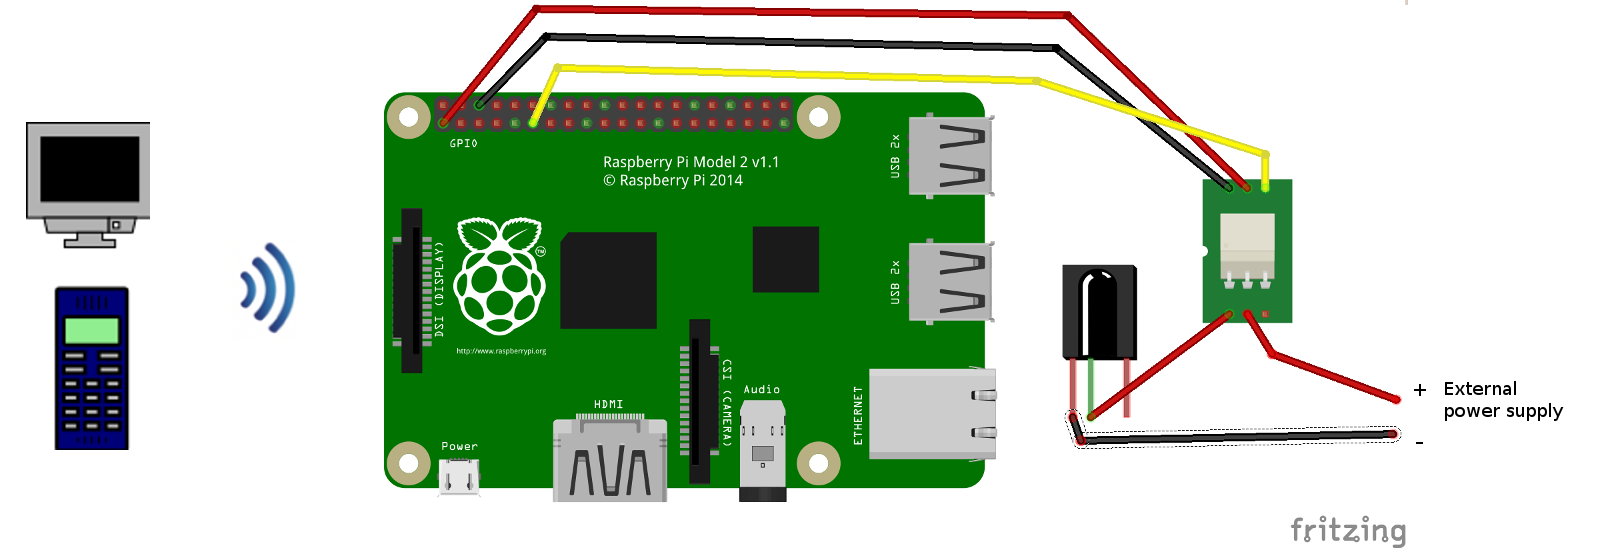 GPIO
Raspberry Pi Model 2 v1.1
© Raspberry Pi 2014
USB 2x
DSI (DISPLAY)
TM
USB 2x
http://www.raspberrypi.org
CSI (CAMERA)
Audio
ETHERNET
HDMI
Power
+ External
power supply
-
fritzing